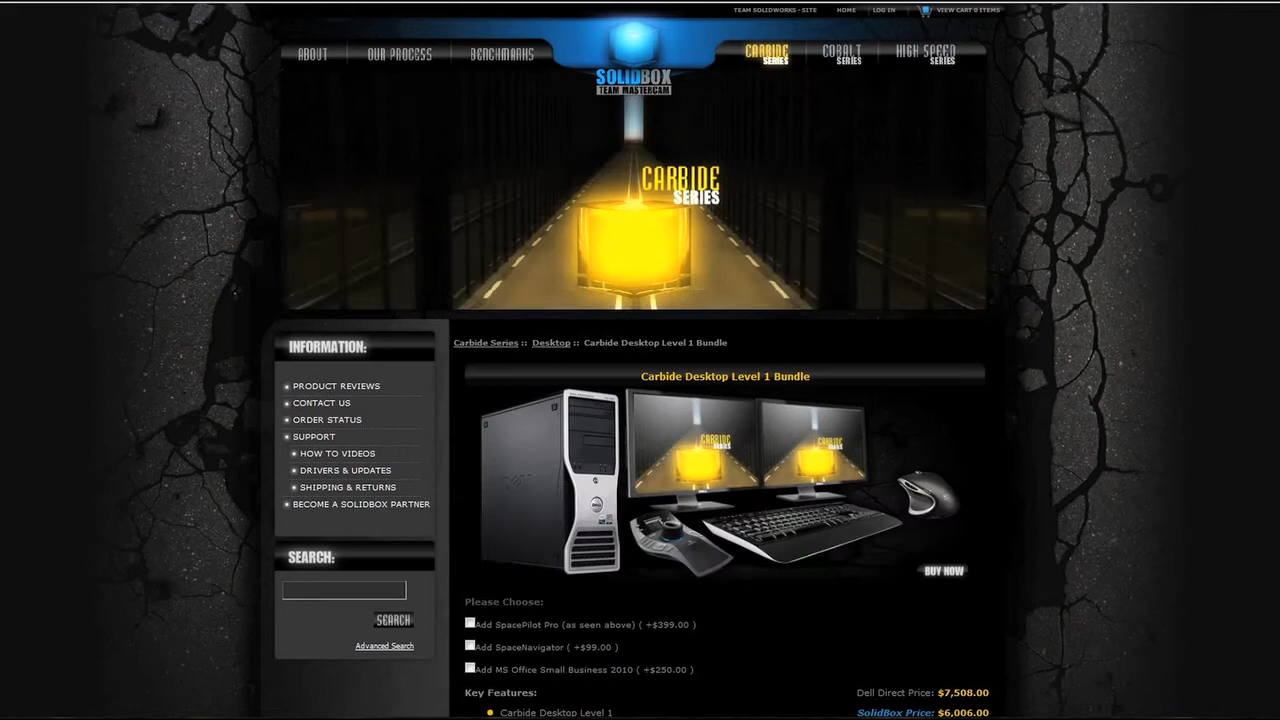 TEAM SOLIDWORKS - SITE HOME LOG IN VIEW CART 0 ITEMS
ABOUT OUR PROCESS BENCHMARKS CARBIDE SERIES COBALT SERIES HIGH SPEED SERIES
SOLIDBOX
TEAM MASTERCAM
CARBIDE
SERIES
INFORMATION:
PRODUCT REVIEWS
CONTACT US
ORDER STATUS
SUPPORT
HOW TO VIDEOS
DRIVERS & UPDATES
SHIPPING & RETURNS
BECOME A SOLIDBOX PARTNER
SEARCH:
SEARCH
Advanced Search
Carbide Series :: Desktop :: Carbide Desktop Level 1 Bundle
Carbide Desktop Level 1 Bundle
CARBIDE
SERIES
CARBIDE
SERIES
DELL
BUY NOW
Please Choose:
Add SpacePilot Pro (as seen above) ( +$399.00 )
Add SpaceNavigator ( +$99.00 )
Add MS Office Small Business 2010 ( +$250.00 )
Key Features: Dell Direct Price: $7,508.00
Carbide Desktop Level 1 SolidBox Price: $6,006.00